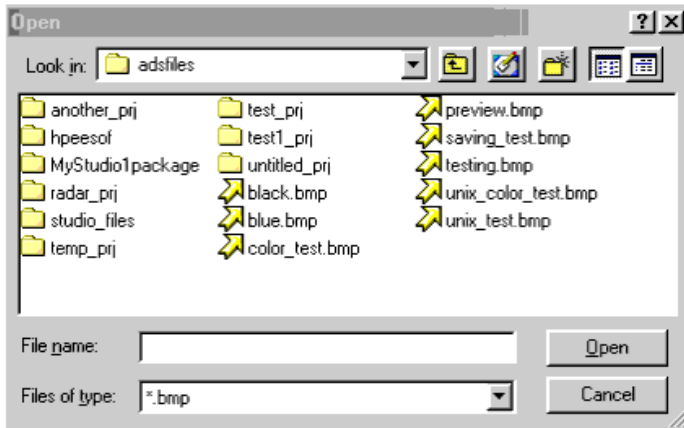 Open
Look in: adsfiles
another_prj
hpeesof
MyStudio1package
radar_prj
studio_files
temp_prj
test_prj
test1_prj
untitled_prj
black.bmp
blue.bmp
color_test.bmp
preview.bmp
saving_test.bmp
testing.bmp
unix_color_test.bmp
unix_test.bmp
File name: Open
Files of type: *.bmp Cancel